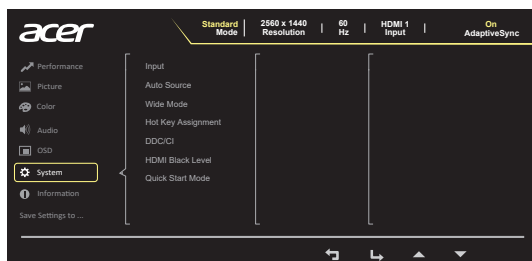 acer
Standard Mode
2560 x 1440 Resolution
60 Hz
HDMI 1 Input
On AdaptiveSync
Performance
Picture
Color
Audio
OSD
System
Information
Save Settings to ...
Input
Auto Source
Wide Mode
Hot Key Assignment
DDC/CI
HDMI Black Level
Quick Start Mode